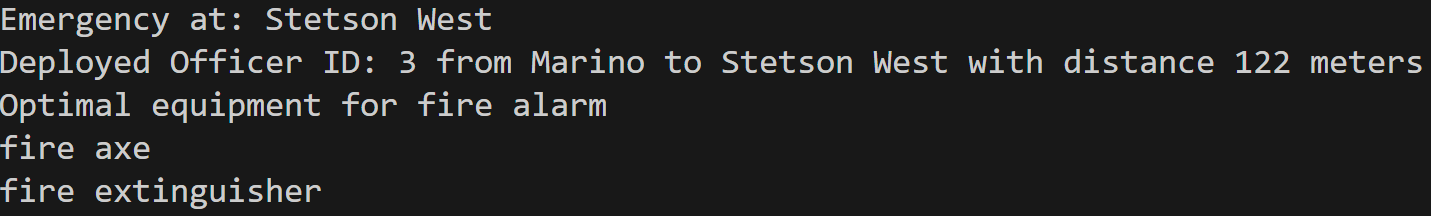 Emergency at: Stetson West
Deployed Officer ID: 3 from Marino to Stetson West with distance 122 meters
Optimal equipment for fire alarm
fire axe
fire extinguisher